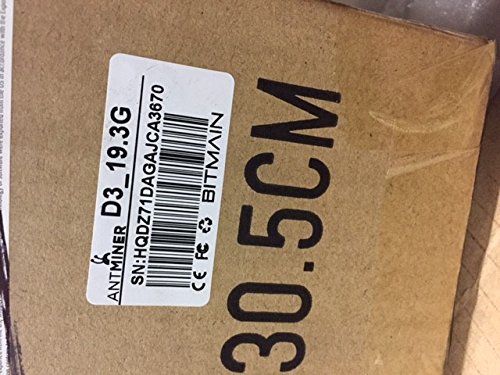 ANTMINER D3_19.3G
SN:HQDZ71DAGAJCA3670
CE FC BITMAIN
30.5CM